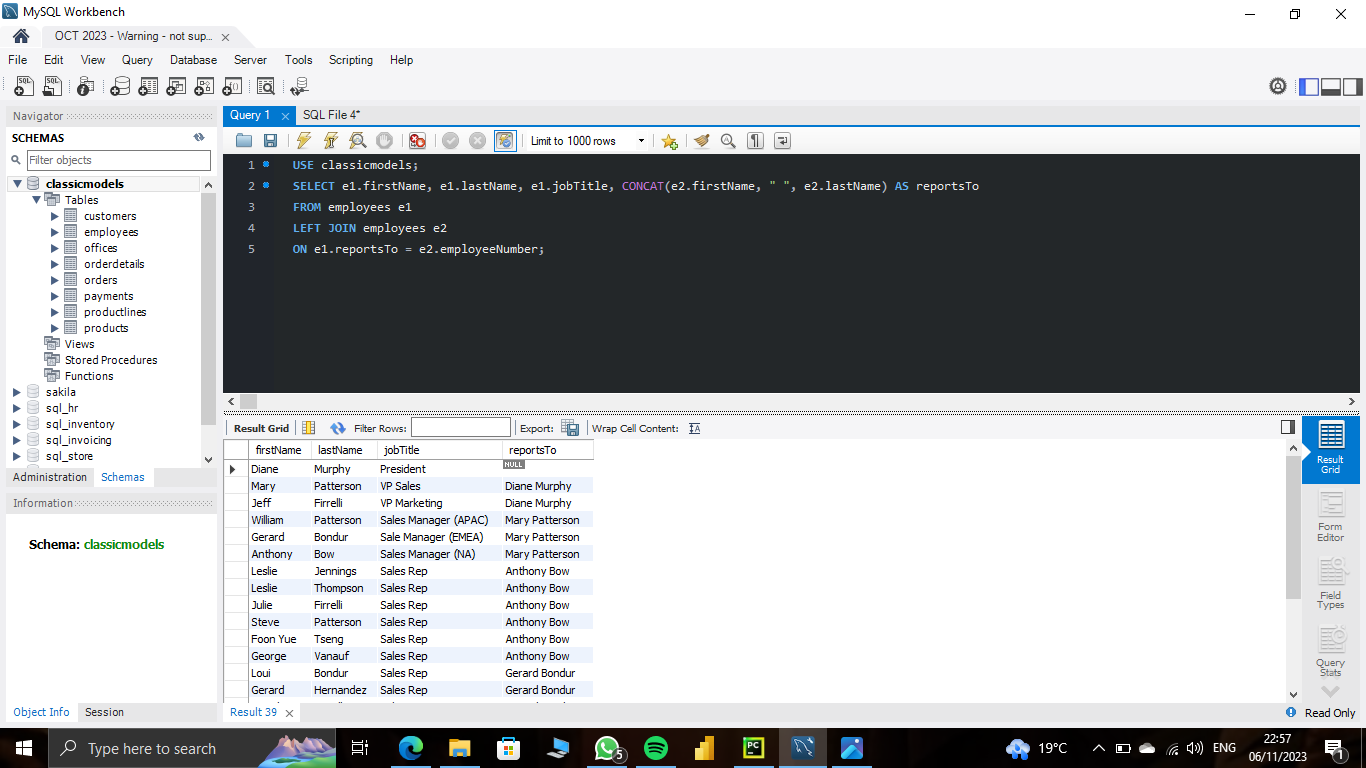 MySQL Workbench
OCT 2023 - Warning - not sup...
File Edit View Query Database Server Tools Scripting Help
Navigator
SCHEMAS
Filter objects
classicmodels
Tables
customers
employees
offices
orderdetails
orders
payments
productlines
products
Views
Stored Procedures
Functions
sakila
sql_hr
sql_inventory
sql_invoicing
sql_store
Administration Schemas
Information
Schema: classicmodels
Object Info Session
Query 1 SQL File 4*
Limit to 1000 rows
1 USE classicmodels;
2 SELECT e1.firstName, e1.lastName, e1.jobTitle, CONCAT(e2.firstName, " ", e2.lastName) AS reportsTo
3 FROM employees e1
4 LEFT JOIN employees e2
5 ON e1.reportsTo = e2.employeeNumber;
Result Grid Filter Rows: Export: Wrap Cell Content:
firstName lastName jobTitle reportsTo
Diane Murphy President NULL
Mary Patterson VP Sales Diane Murphy
Jeff Firrelli VP Marketing Diane Murphy
William Patterson Sales Manager (APAC) Mary Patterson
Gerard Bondur Sale Manager (EMEA) Mary Patterson
Anthony Bow Sales Manager (NA) Mary Patterson
Leslie Jennings Sales Rep Anthony Bow
Leslie Thompson Sales Rep Anthony Bow
Julie Firrelli Sales Rep Anthony Bow
Steve Patterson Sales Rep Anthony Bow
Foon Yue Tseng Sales Rep Anthony Bow
George Vanauf Sales Rep Anthony Bow
Loui Bondur Sales Rep Gerard Bondur
Gerard Hernandez Sales Rep Gerard Bondur
Result 39
Result
Grid
Form
Editor
Field
Types
Query
Stats
Read Only
Type here to search
5
PC
19°C
ENG
22:57
06/11/2023
1